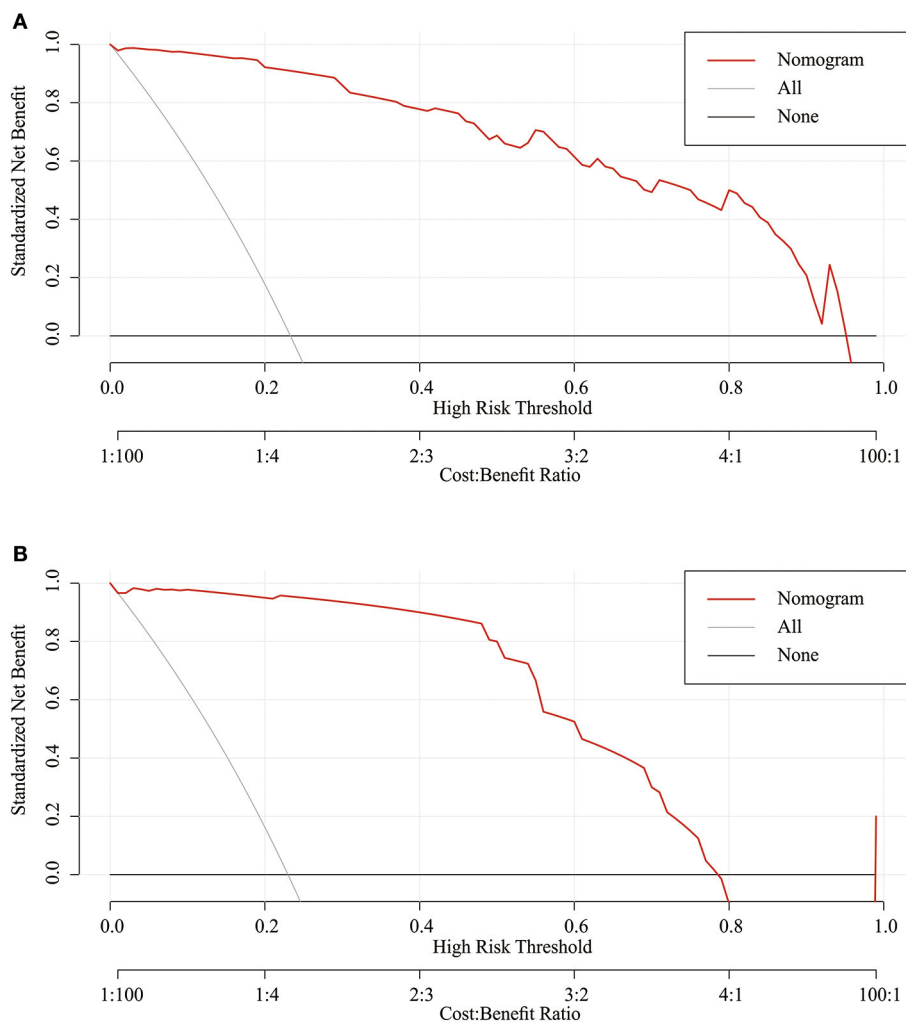 A
Nomogram
All
None
Standardized Net Benefit
1.0
0.8
0.6
0.4
0.2
0.0
0.0 0.2 0.4 0.6 0.8 1.0
High Risk Threshold
1:100 1:4 2:3 3:2 4:1 100:1
Cost:Benefit Ratio
B
Nomogram
All
None
Standardized Net Benefit
1.0
0.8
0.6
0.4
0.2
0.0
0.0 0.2 0.4 0.6 0.8 1.0
High Risk Threshold
1:100 1:4 2:3 3:2 4:1 100:1
Cost:Benefit Ratio